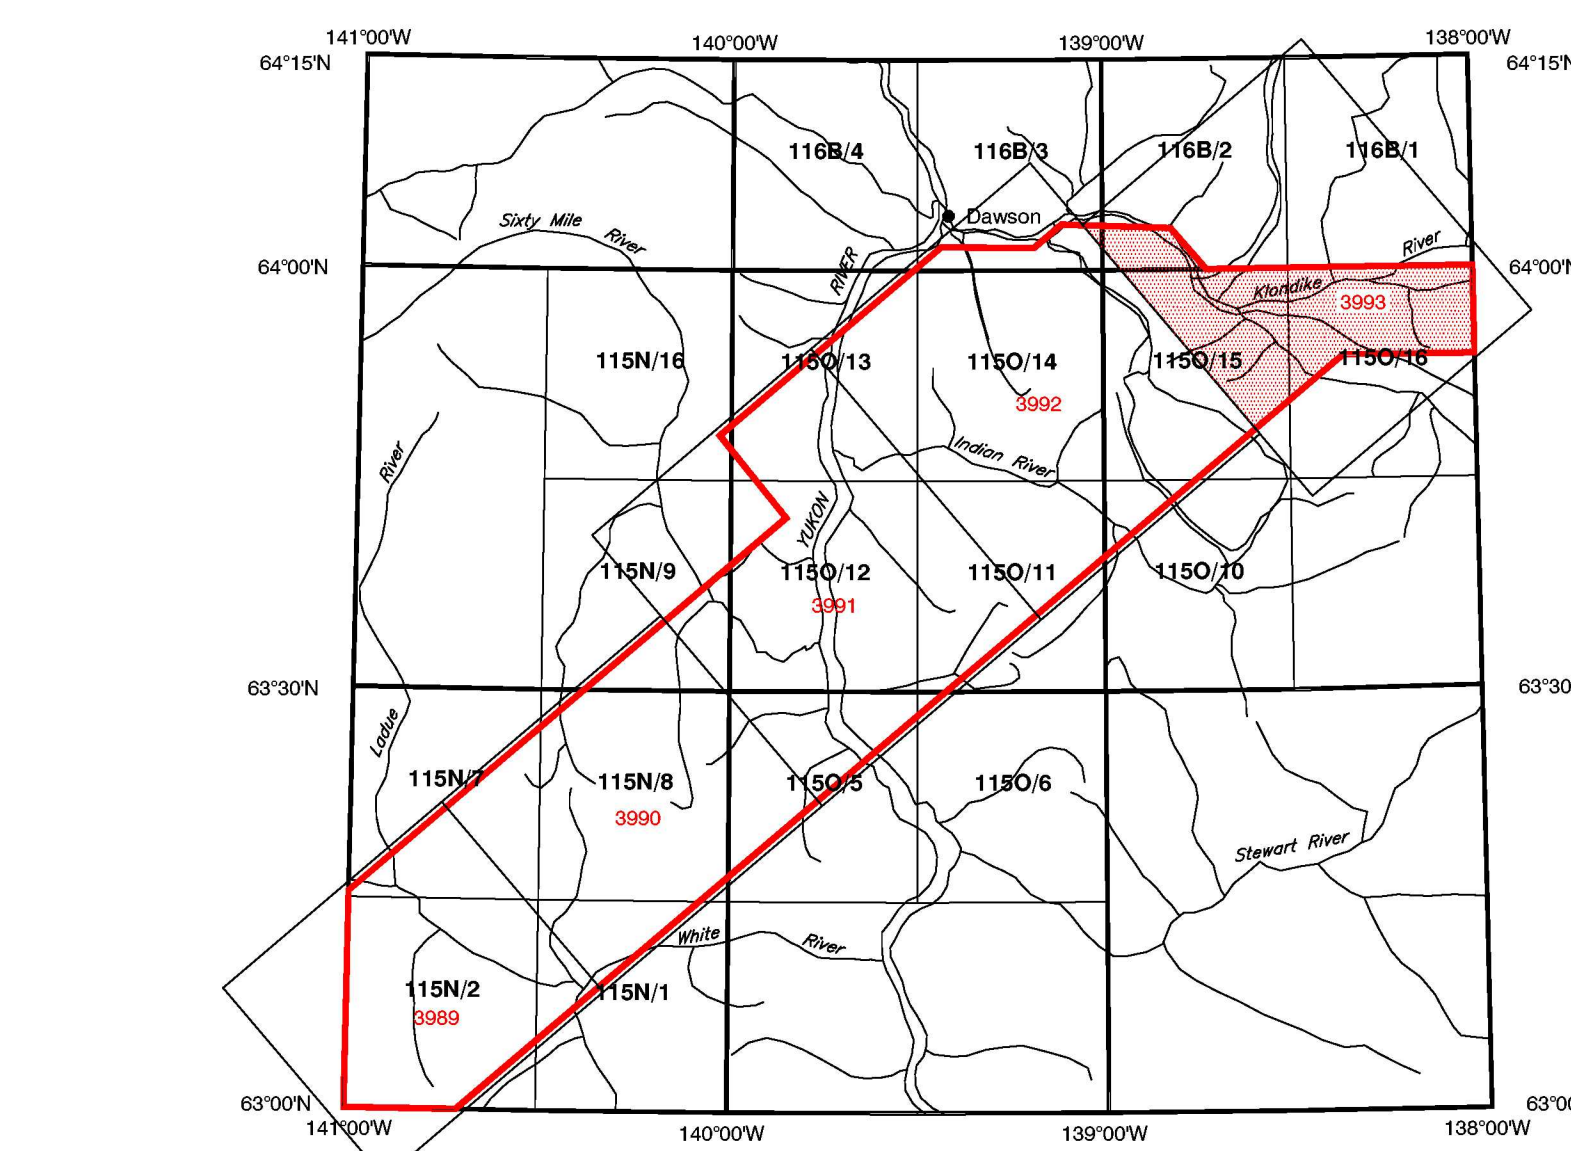 141°00'W
140°00'W
139°00'W
138°00'W
64°15'N
64°15'N
116B/4
116B/3
116B/2
116B/1
Dawson
Sixty Mile River
River
64°00'N
64°00'N
RIVER
Klondike
3993
115N/16
115O/13
115O/14
115O/15
115O/16
3992
River
Indian River
YUKON
115N/9
115O/12
115O/11
115O/10
3991
63°30'N
63°30
Ladue
115N/7
115N/8
115O/5
115O/6
3990
Stewart River
White River
115N/2
115N/1
3989
63°00'N
63°00
141°00'W
140°00'W
139°00'W
138°00'W